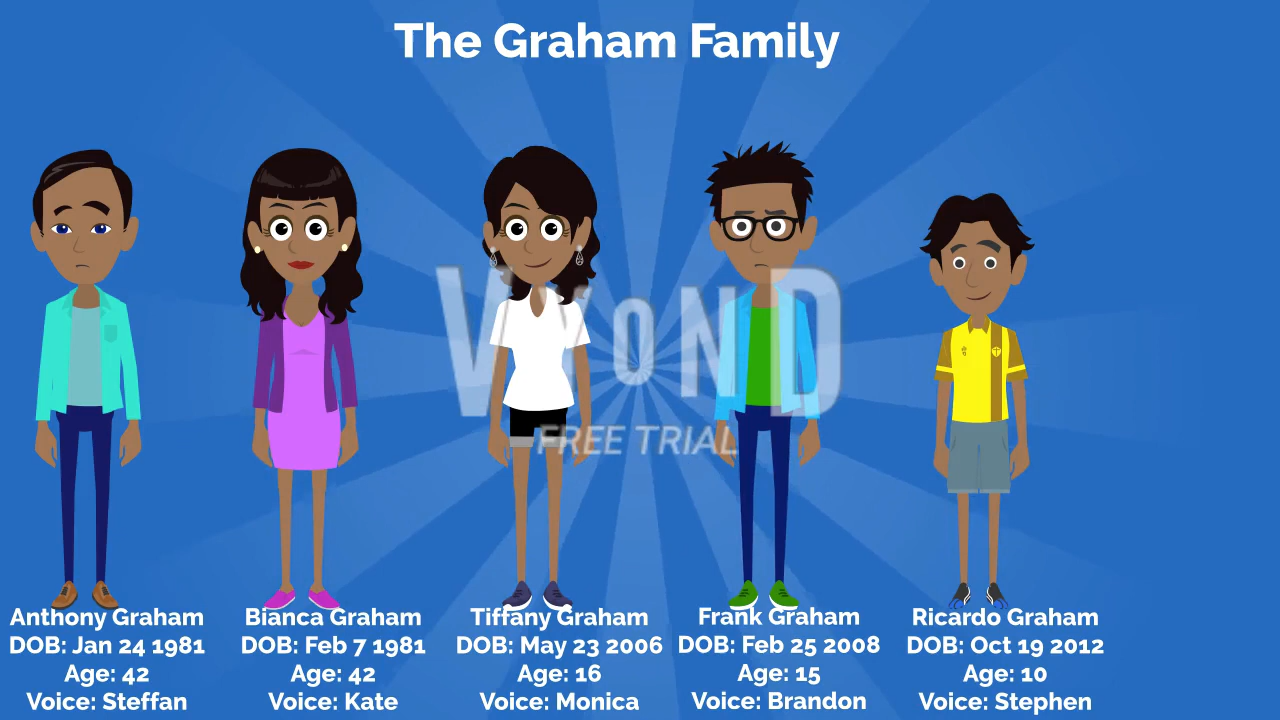 The Graham Family
VYOND
FREE TRIAL
Anthony Graham
DOB: Jan 24 1981
Age: 42
Voice: Steffan
Bianca Graham
DOB: Feb 7 1981
Age: 42
Voice: Kate
Tiffany Graham
DOB: May 23 2006
Age: 16
Voice: Monica
Frank Graham
DOB: Feb 25 2008
Age: 15
Voice: Brandon
Ricardo Graham
DOB: Oct 19 2012
Age: 10
Voice: Stephen